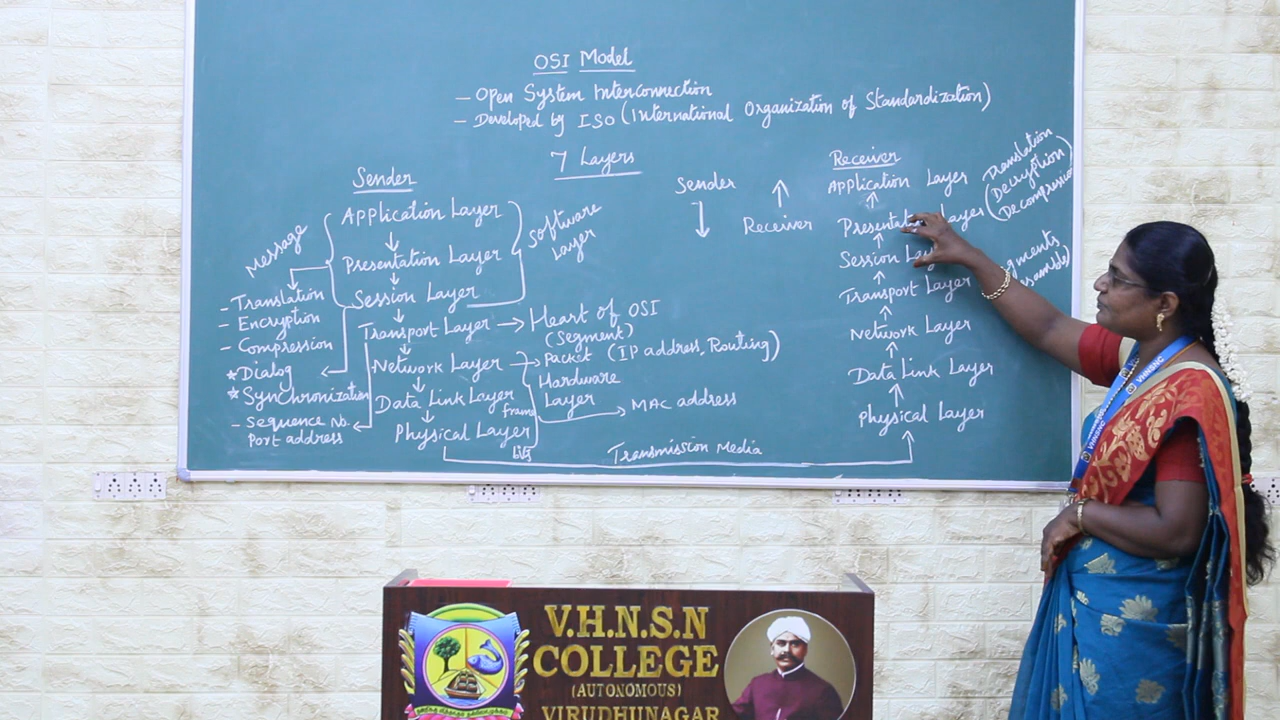 OSI Model
- Open System Interconnection
- Developed by ISO (International Organization of Standardization)
7 Layers
Sender
Application Layer
Presentation Layer
Session Layer
Transport Layer → Heart of OSI
(Segment)
Network Layer → Packet (IP address, Routing)
Data Link Layer
frame
Physical Layer
bits
Software
Layer
Hardware
Layer
MAC address
Message
- Translation
- Encryption
- Compression
* Dialog
* Synchronization
- Sequence No.
Port address
Sender
↓
↑
Receiver
Receiver
Application Layer
Presentat Layer
Session Lay
Transport Layer
Network Layer
Data Link Layer
Physical Layer
Translation
(Decryption)
Decompression
Transmission Media
VHNSNC
V.H.N.S.N
COLLEGE
(AUTONOMOUS)
VIRUDHUNAGAR